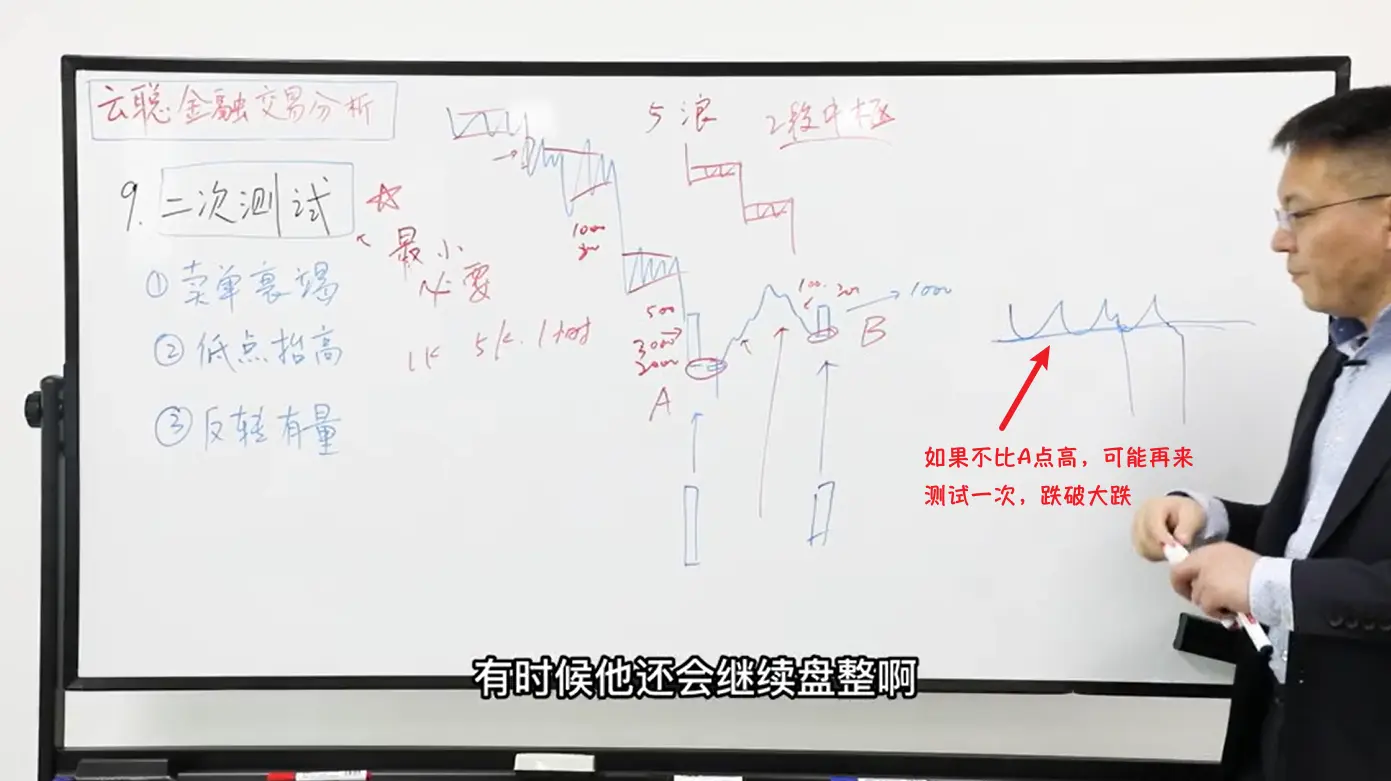 云聪金融交易分析
5浪
2段中枢
9. 二次测试
最小
必要
①卖单衰竭
②低点抬高
③反转有量
1K 5K. 1小时
1000
500
300
2000
A
100.
200
1000
B
如果不比A点高，可能再来
测试一次，跌破大跌
有时候他还会继续盘整啊